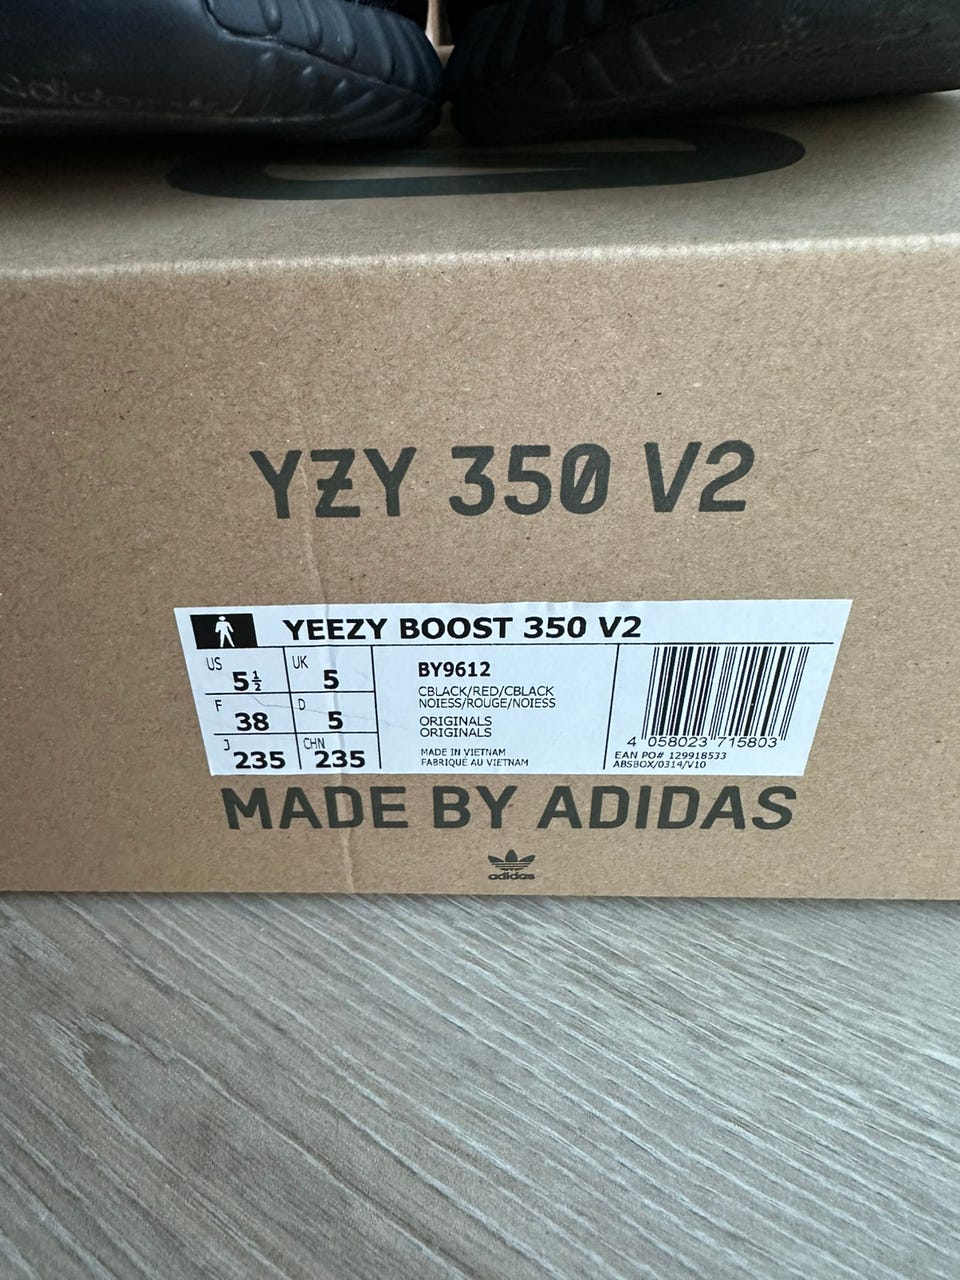 YZY 350 V2
YEEZY BOOST 350 V2
US 5½ UK 5
F 38 D 5
J 235 CHN 235
BY9612
CBLACK/RED/CBLACK
NOIESS/ROUGE/NOIESS
ORIGINALS
ORIGINALS
MADE IN VIETNAM
FABRIQUÉ AU VIETNAM
4 058023 715803
EAN PO# 129918533
ABSBOX/0314/V10
MADE BY ADIDAS
adidas